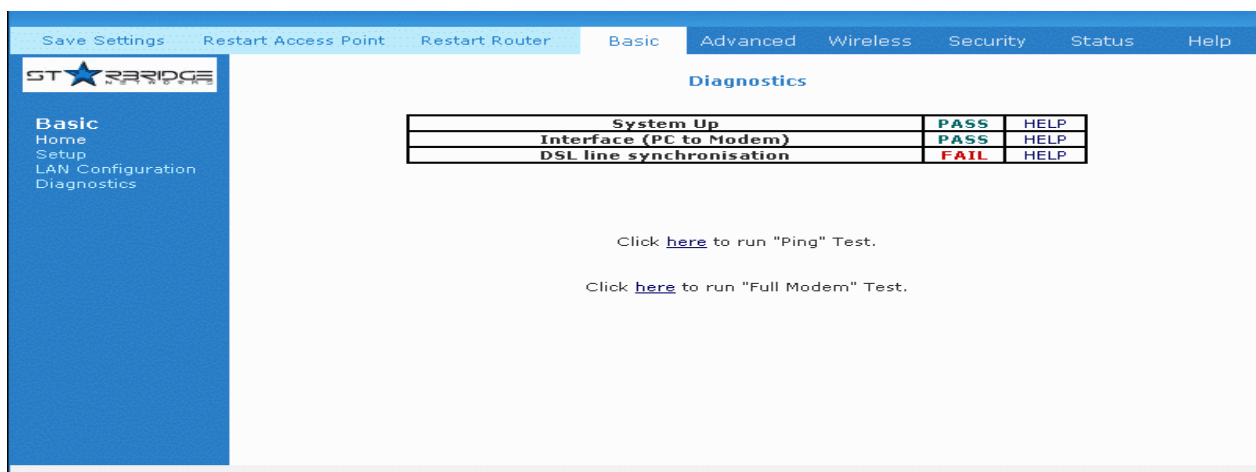 Save Settings Restart Access Point Restart Router Basic Advanced Wireless Security Status Help
STARBRIDGE
NETWORKS
Basic
Home
Setup
LAN Configuration
Diagnostics
Diagnostics
System Up PASS HELP
Interface (PC to Modem) PASS HELP
DSL line synchronisation FAIL HELP
Click here to run "Ping" Test.
Click here to run "Full Modem" Test.